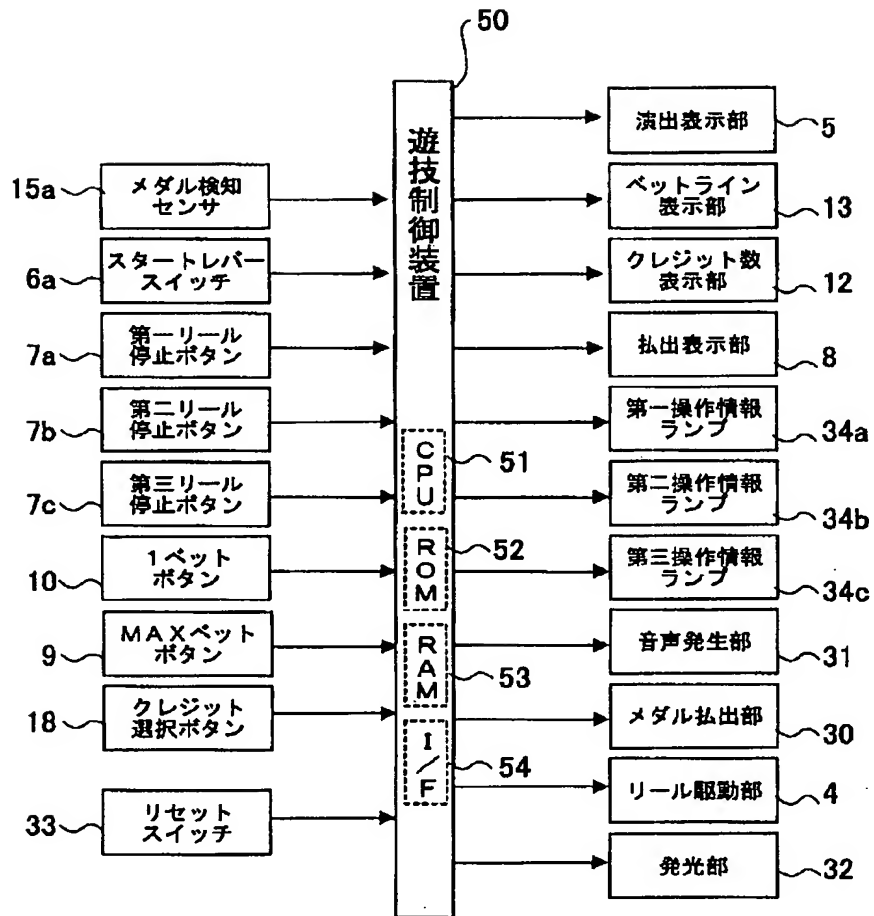 50
遊技制御装置
CPU
51
ROM
52
RAM
53
I/F
54
15a
メダル検知
センサ
6a
スタートレバー
スイッチ
7a
第一リール
停止ボタン
7b
第二リール
停止ボタン
7c
第三リール
停止ボタン
10
1ベット
ボタン
9
MAXベット
ボタン
18
クレジット
選択ボタン
33
リセット
スイッチ
演出表示部
5
ベットライン
表示部
13
クレジット数
表示部
12
払出表示部
8
第一操作情報
ランプ
34a
第二操作情報
ランプ
34b
第三操作情報
ランプ
34c
音声発生部
31
メダル払出部
30
リール駆動部
4
発光部
32